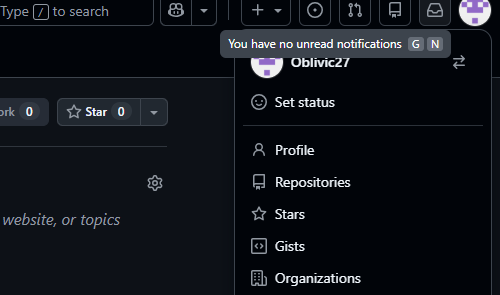 Type / to search
You have no unread notifications G N
Oblivic27
Set status
ork 0
Star 0
Profile
Repositories
website, or topics
Stars
Gists
Organizations